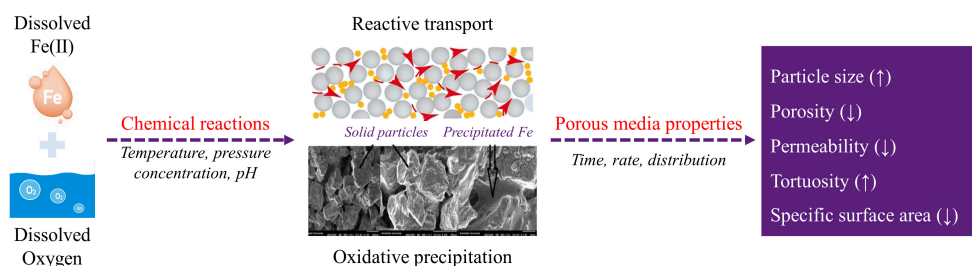 Dissolved
Fe(II)
Fe
O2
O2
Dissolved
Oxygen
Chemical reactions
Temperature, pressure
concentration, pH
Reactive transport
Solid particles
Precipitated Fe
Oxidative precipitation
Porous media properties
Time, rate, distribution
Particle size (↑)
Porosity (↓)
Permeability (↓)
Tortuosity (↑)
Specific surface area (↓)